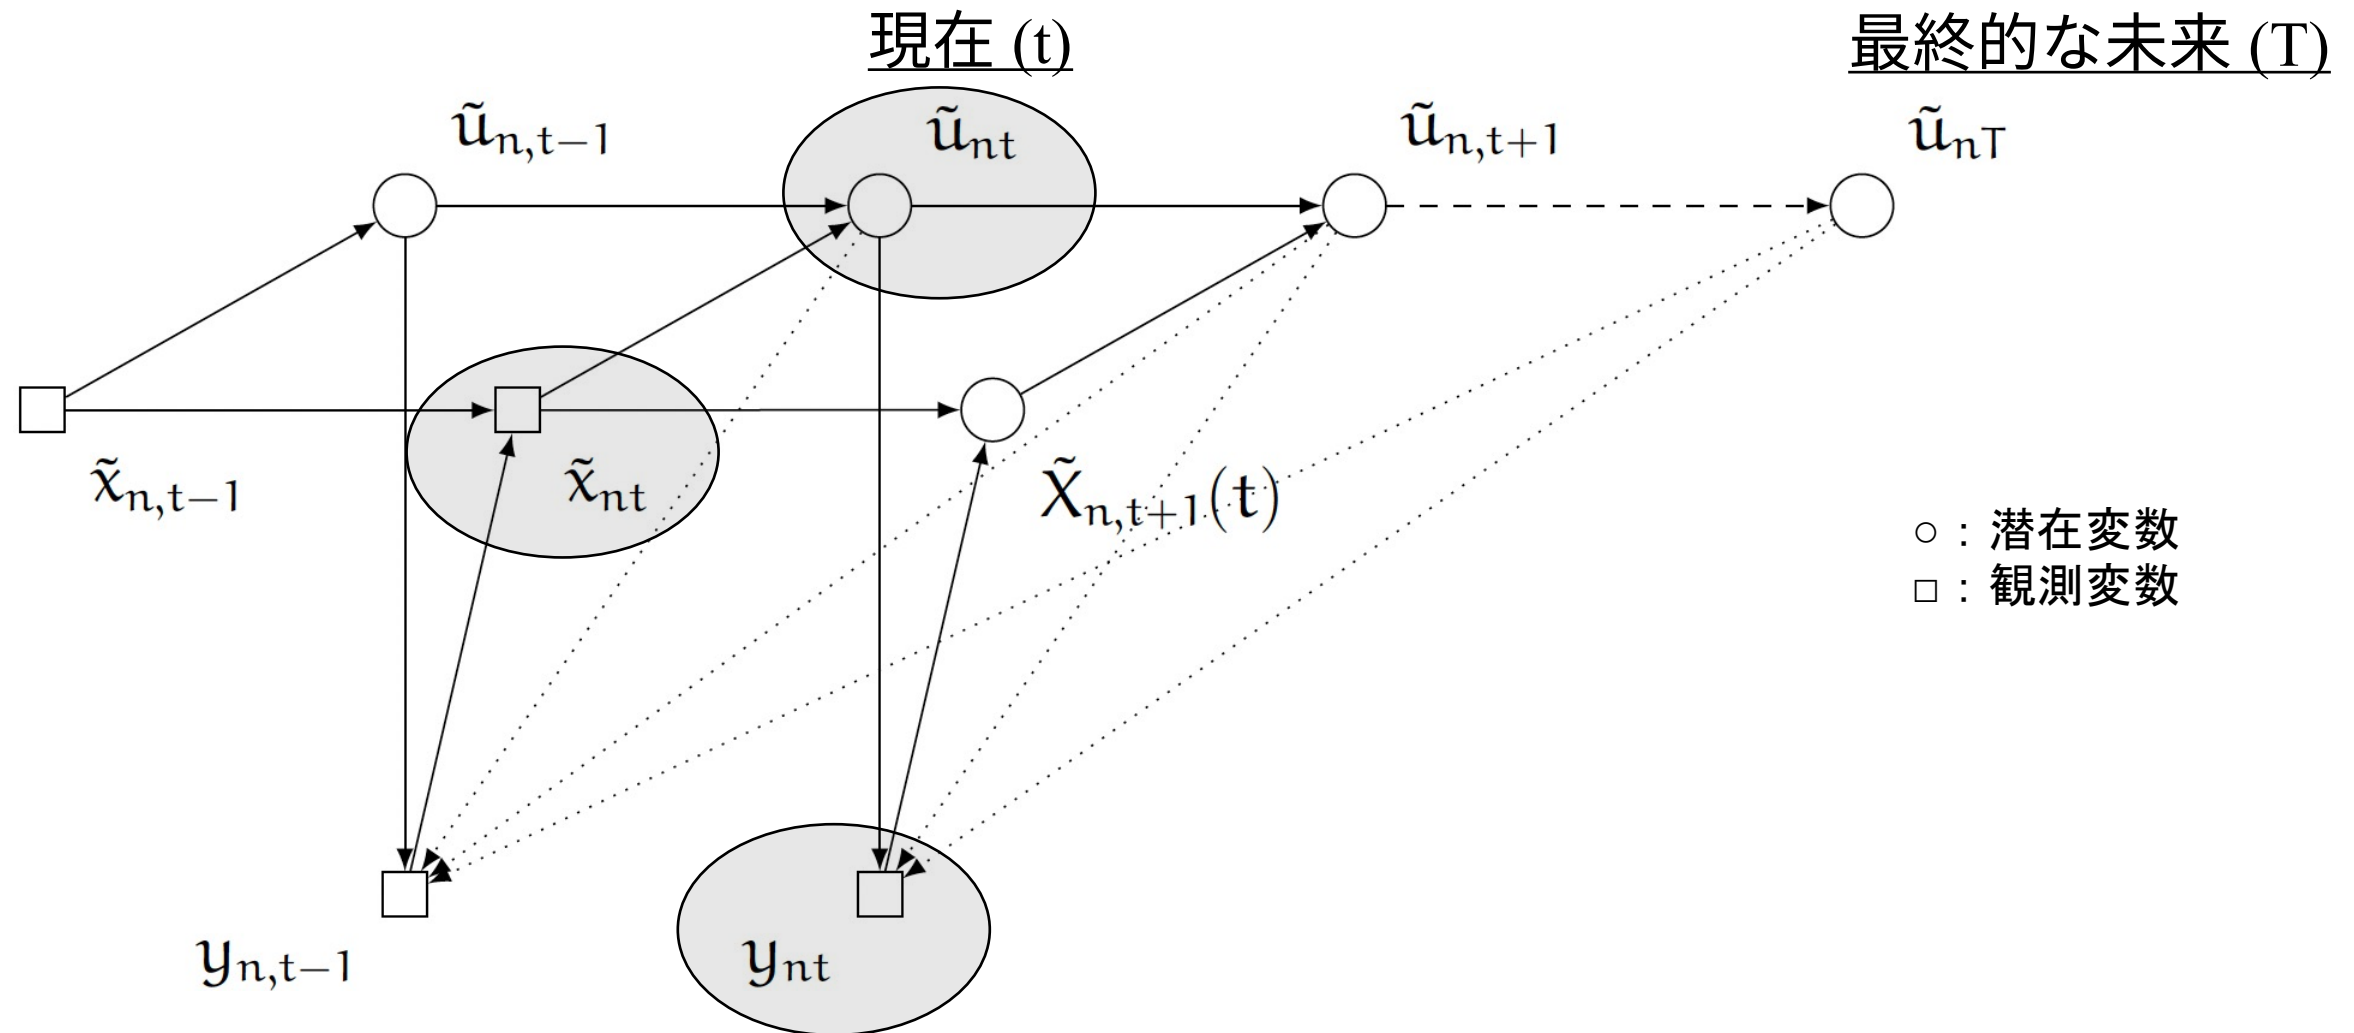 現在 (t)
最終的な未来 (T)
ũn,t−1
ũnt
ũn,t+1
ũnT
x̃n,t−1
x̃nt
X̃n,t+1(t)
○：潜在変数
□：観測変数
yn,t−1
ynt